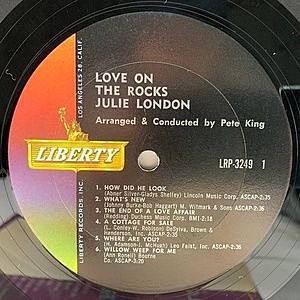 LOVE ON
THE ROCKS
JULIE LONDON
Arranged & Conducted by Pete King
LRP-3249 1
LIBERTY
1. HOW DID HE LOOK
(Abner Silver-Gladys Shelley) Lincoln Music Corp. ASCAP-2:35
2. WHAT'S NEW
(Johnny Burke-Bob Haggart) M. Witmark & Sons ASCAP-2:36
3. THE END OF A LOVE AFFAIR
(Redding) Duchess Music Corp. BMI-2:18
4. A COTTAGE FOR SALE
(L. Conley-W. Robison) DeSylva, Brown &
Henderson, Inc. ASCAP-2:35
5. WHERE ARE YOU?
(H. Adamson-J. McHugh) Leo Feist, Inc. ASCAP-2:36
6. WILLOW WEEP FOR ME
(Ann Ronell) Bourne
Co. ASCAP-3:20
LIBERTY RECORDS, INC.
LOS ANGELES 28, CALIF.